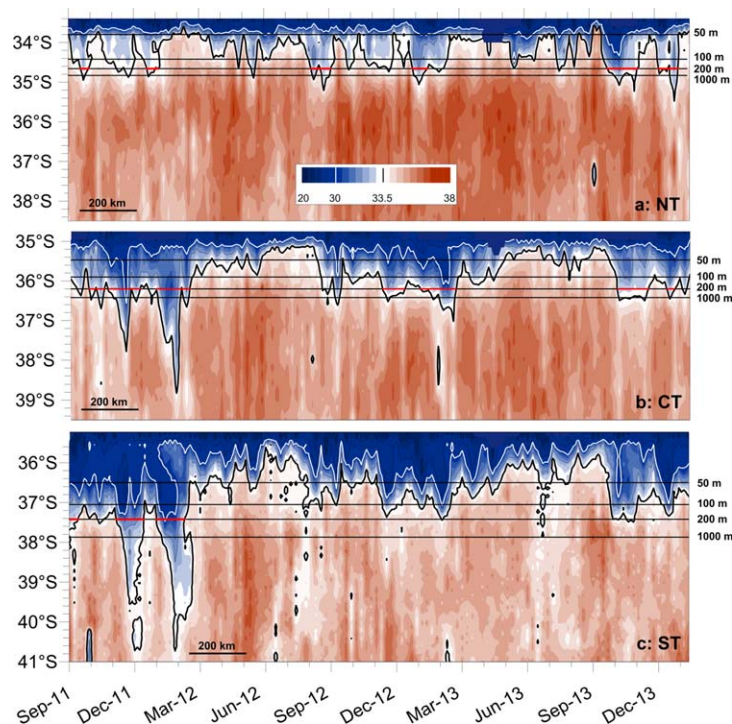 34°S
35°S
36°S
37°S
38°S
50 m
100 m
200 m
1000 m
20 30 33.5 38
200 km
a: NT
35°S
36°S
37°S
38°S
39°S
50 m
100 m
200 m
1000 m
200 km
b: CT
36°S
37°S
38°S
39°S
40°S
41°S
50 m
100 m
200 m
1000 m
200 km
c: ST
Sep-11 Dec-11 Mar-12 Jun-12 Sep-12 Dec-12 Mar-13 Jun-13 Sep-13 Dec-13